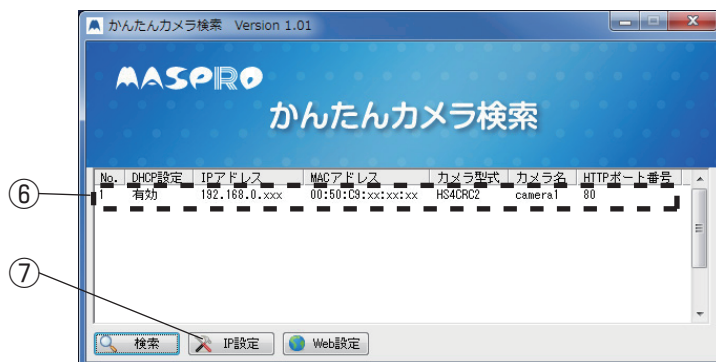 かんたんカメラ検索 Version 1.01
MASPRO
かんたんカメラ検索
No. DHCP設定 IPアドレス MACアドレス カメラ型式 カメラ名 HTTPポート番号
⑥
1 有効 192.168.0.xxx 00:50:C9:xx:xx:xx HS4CRC2 camera1 80
⑦
検索 IP設定 Web設定